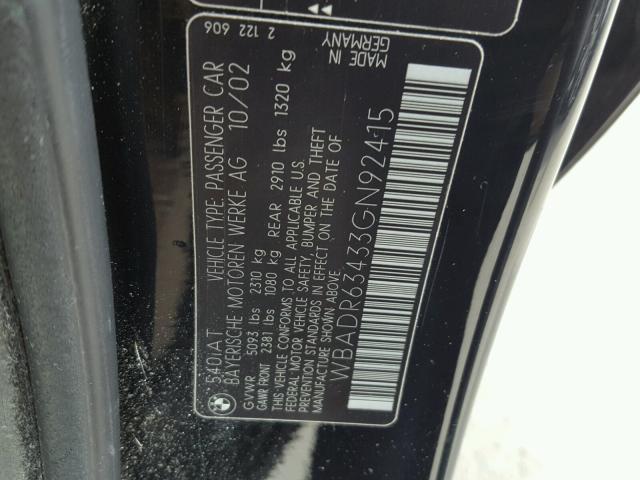 540iAT VEHICLE TYPE: PASSENGER CAR
BAYERISCHE MOTOREN WERKE AG 10/02
2 122 606
GVWR 5093 lbs 2310 kg
GAWR FRONT 2381 lbs 1080 kg REAR 2910 lbs 1320 kg
THIS VEHICLE CONFORMS TO ALL APPLICABLE U.S.
FEDERAL MOTOR VEHICLE SAFETY, BUMPER AND THEFT
PREVENTION STANDARDS IN EFFECT ON THE DATE OF
MANUFACTURE SHOWN ABOVE
WBADR63433GN92415
MADE IN
GERMANY